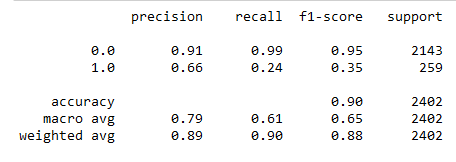 precision recall f1-score support
0.0 0.91 0.99 0.95 2143
1.0 0.66 0.24 0.35 259
accuracy 0.90 2402
macro avg 0.79 0.61 0.65 2402
weighted avg 0.89 0.90 0.88 2402